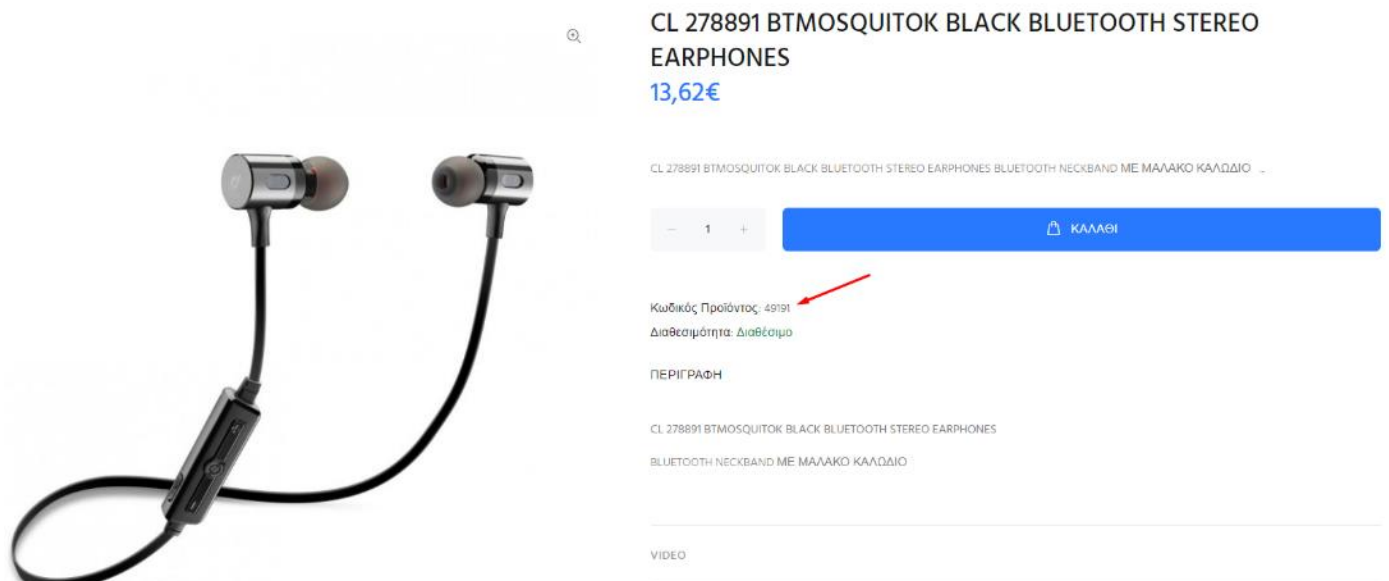 CL 278891 BTMOSQUITOK BLACK BLUETOOTH STEREO
EARPHONES
13,62€
CL 278891 BTMOSQUITOK BLACK BLUETOOTH STEREO EARPHONES BLUETOOTH NECKBAND ΜΕ ΜΑΛΑΚΟ ΚΑΛΩΔΙΟ ...
− 1 +
ΚΑΛΑΘΙ
Κωδικός Προϊόντος: 49191
Διαθεσιμότητα: Διαθέσιμο
ΠΕΡΙΓΡΑΦΗ
CL 278891 BTMOSQUITOK BLACK BLUETOOTH STEREO EARPHONES
BLUETOOTH NECKBAND ΜΕ ΜΑΛΑΚΟ ΚΑΛΩΔΙΟ
VIDEO